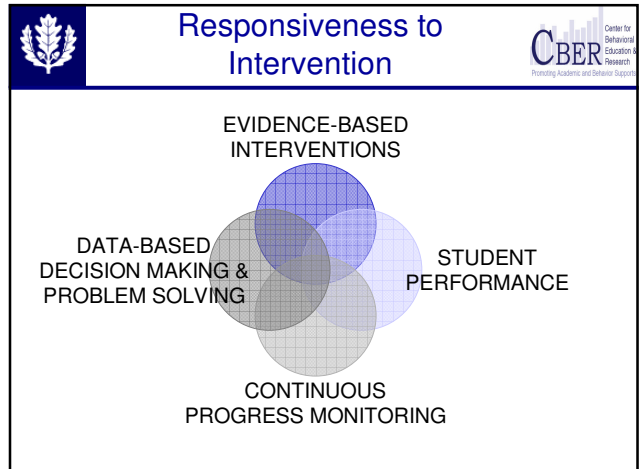 Responsiveness to
Intervention
CBER
Center for
Behavioral
Education &
Research
Promoting Academic and Behavior Supports
EVIDENCE-BASED
INTERVENTIONS
DATA-BASED
DECISION MAKING &
PROBLEM SOLVING
STUDENT
PERFORMANCE
CONTINUOUS
PROGRESS MONITORING